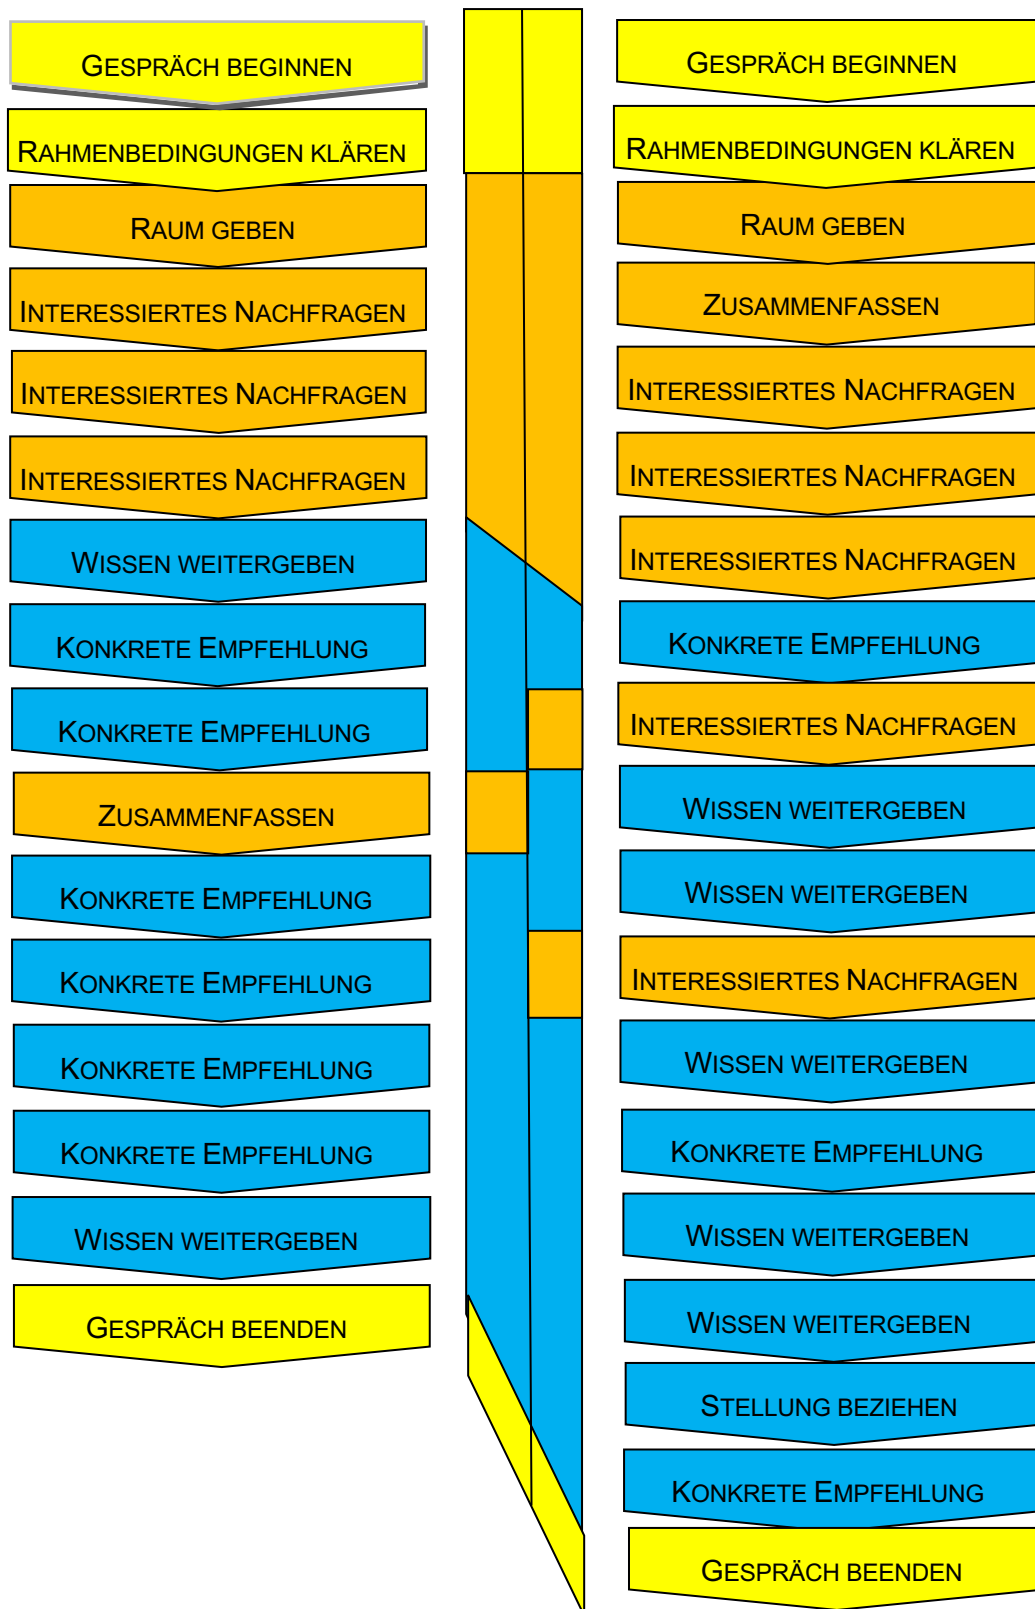 GESPRÄCH BEGINNEN
RAHMENBEDINGUNGEN KLÄREN
RAUM GEBEN
INTERESSIERTES NACHFRAGEN
INTERESSIERTES NACHFRAGEN
INTERESSIERTES NACHFRAGEN
WISSEN WEITERGEBEN
KONKRETE EMPFEHLUNG
KONKRETE EMPFEHLUNG
ZUSAMMENFASSEN
KONKRETE EMPFEHLUNG
KONKRETE EMPFEHLUNG
KONKRETE EMPFEHLUNG
KONKRETE EMPFEHLUNG
WISSEN WEITERGEBEN
GESPRÄCH BEENDEN
GESPRÄCH BEGINNEN
RAHMENBEDINGUNGEN KLÄREN
RAUM GEBEN
ZUSAMMENFASSEN
INTERESSIERTES NACHFRAGEN
INTERESSIERTES NACHFRAGEN
INTERESSIERTES NACHFRAGEN
KONKRETE EMPFEHLUNG
INTERESSIERTES NACHFRAGEN
WISSEN WEITERGEBEN
WISSEN WEITERGEBEN
INTERESSIERTES NACHFRAGEN
WISSEN WEITERGEBEN
KONKRETE EMPFEHLUNG
WISSEN WEITERGEBEN
WISSEN WEITERGEBEN
STELLUNG BEZIEHEN
KONKRETE EMPFEHLUNG
GESPRÄCH BEENDEN